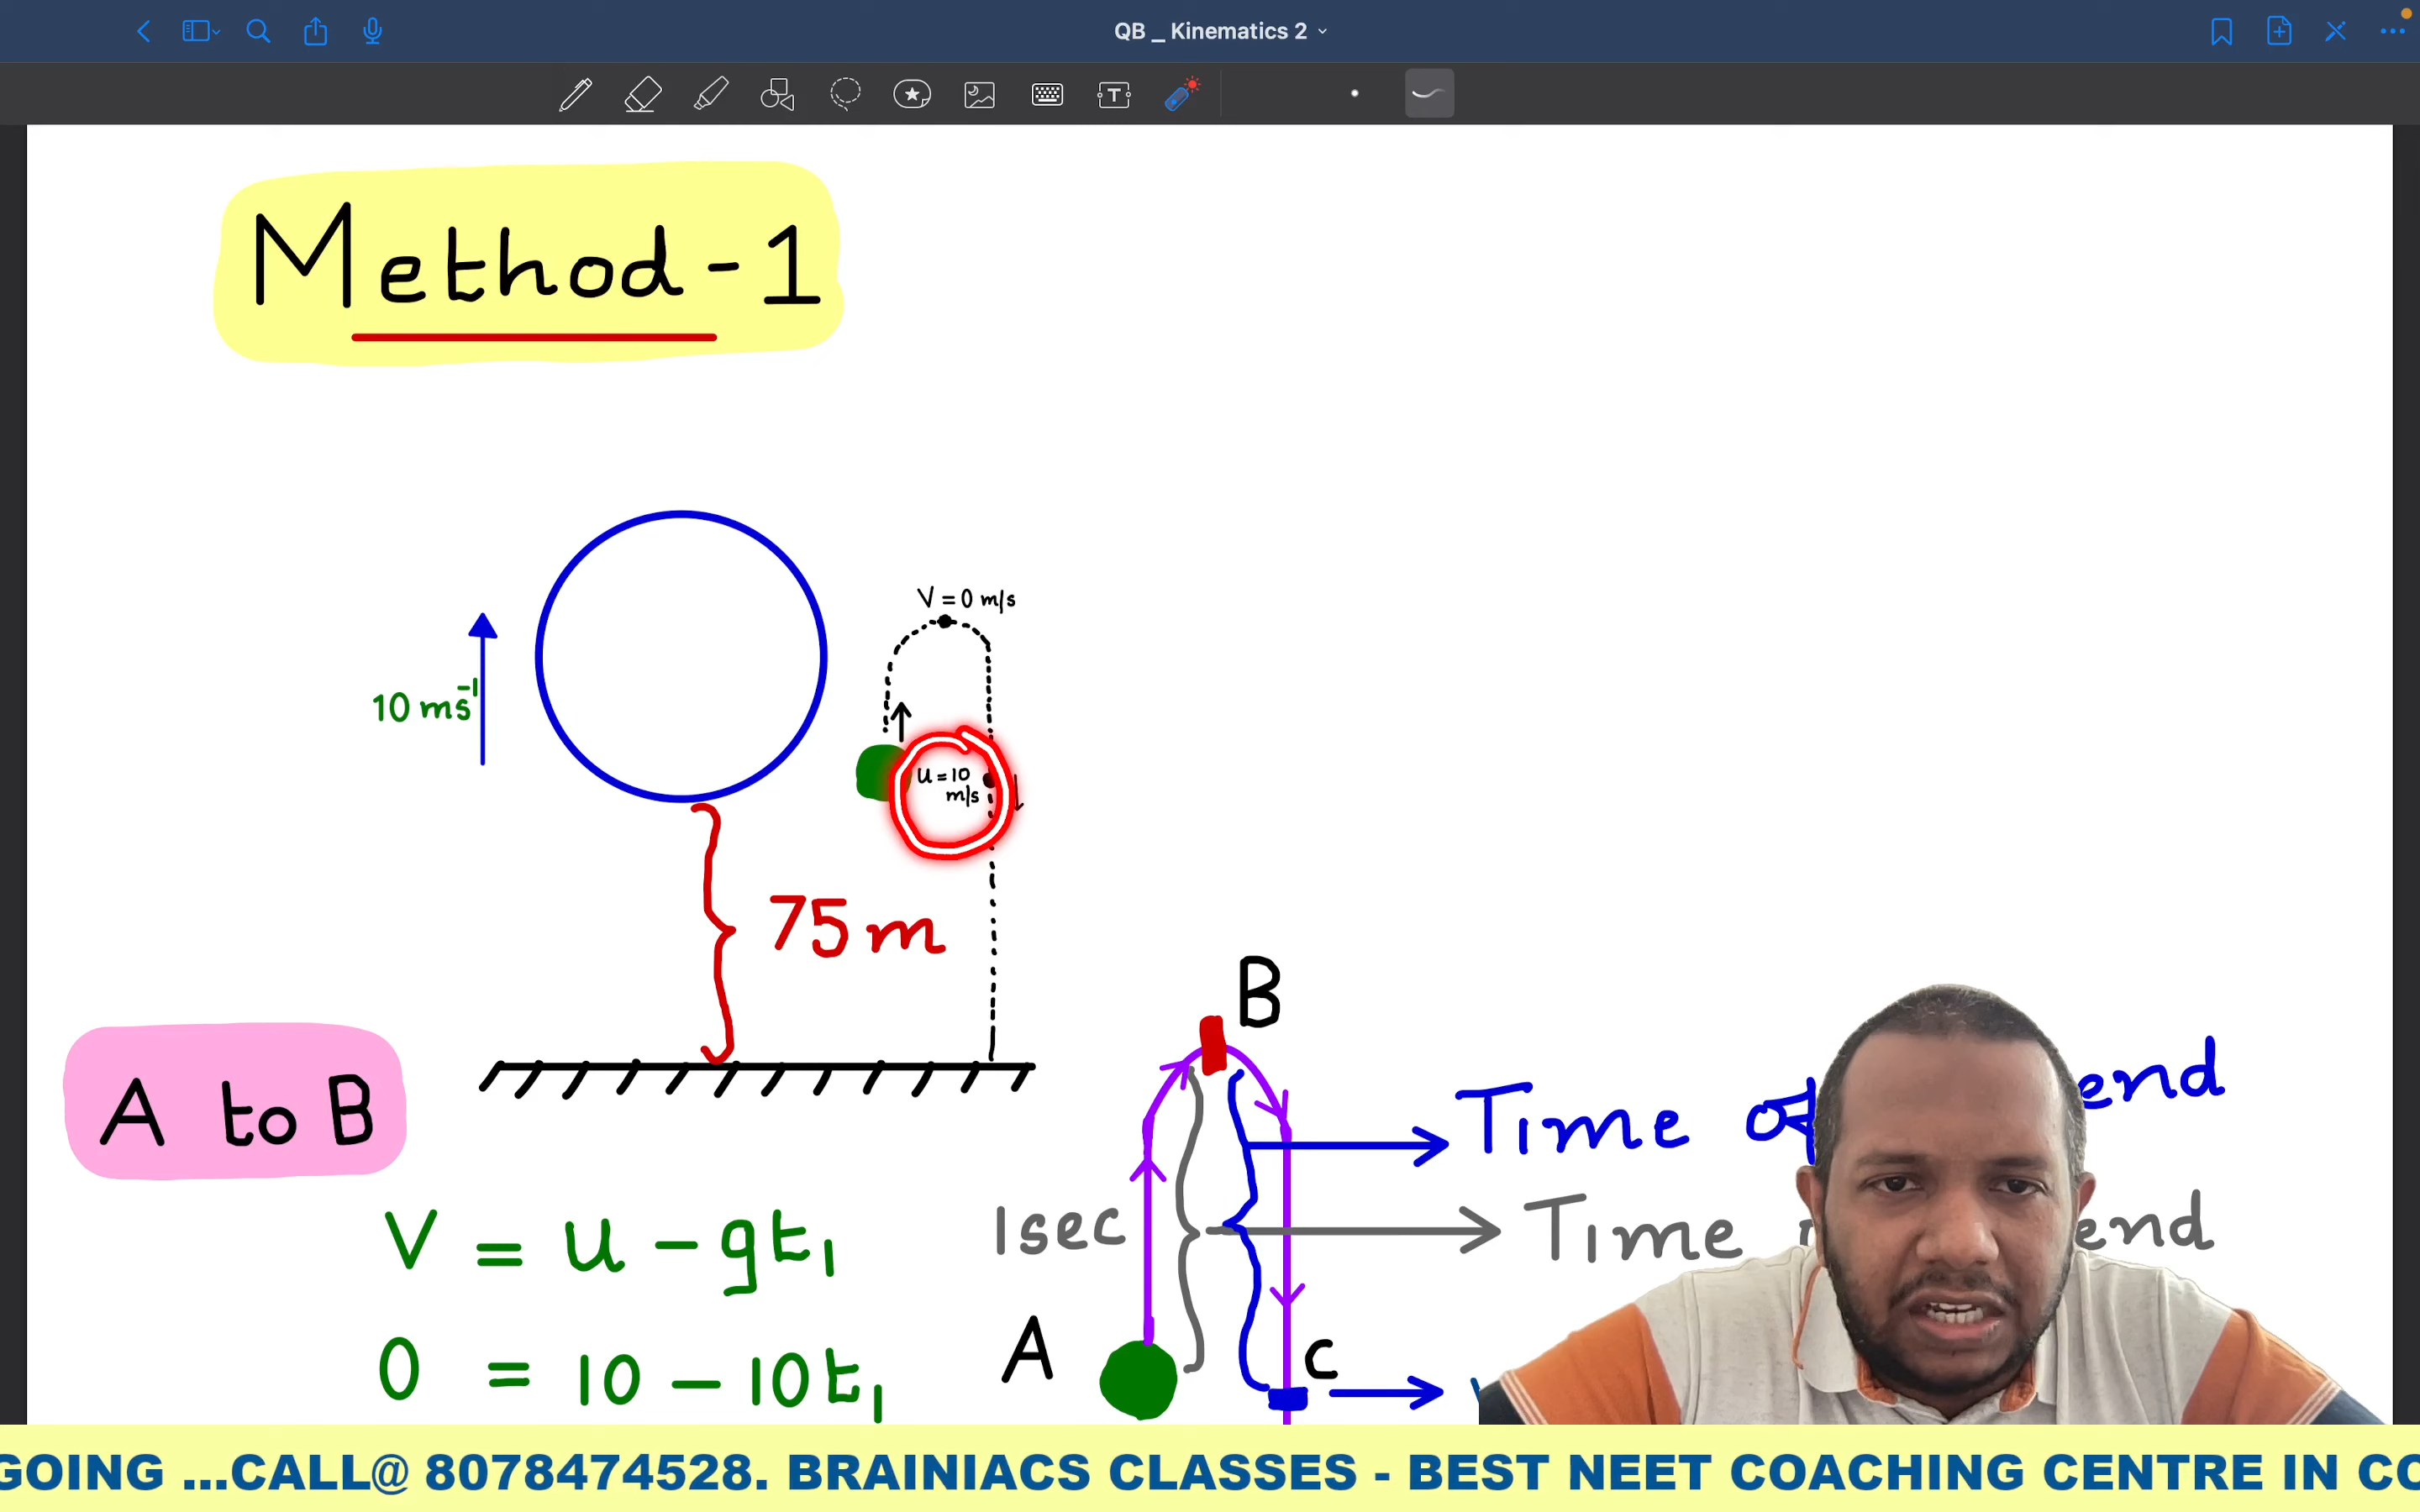 QB _ Kinematics 2
T
Method-1
V = 0 m/s
10 ms⁻¹
u = 10
m/s
75m
B
A to B
Time of end
1sec
Time end
V = u - gt₁
A
C
0 = 10 - 10t₁
GOING ...CALL@ 8078474528. BRAINIACS CLASSES - BEST NEET COACHING CENTRE IN CO